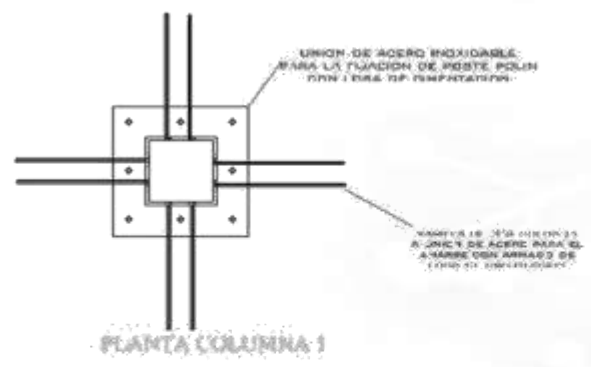 UNION DE ACERO INOXIDABLE
PARA LA FIJACION DE POSTE POLIN
CON LOSA DE CIMENTACION
A UNION DE ACERO PARA EL
AMARRE CON ARMADO DE
PLANTA COLUMNA 1